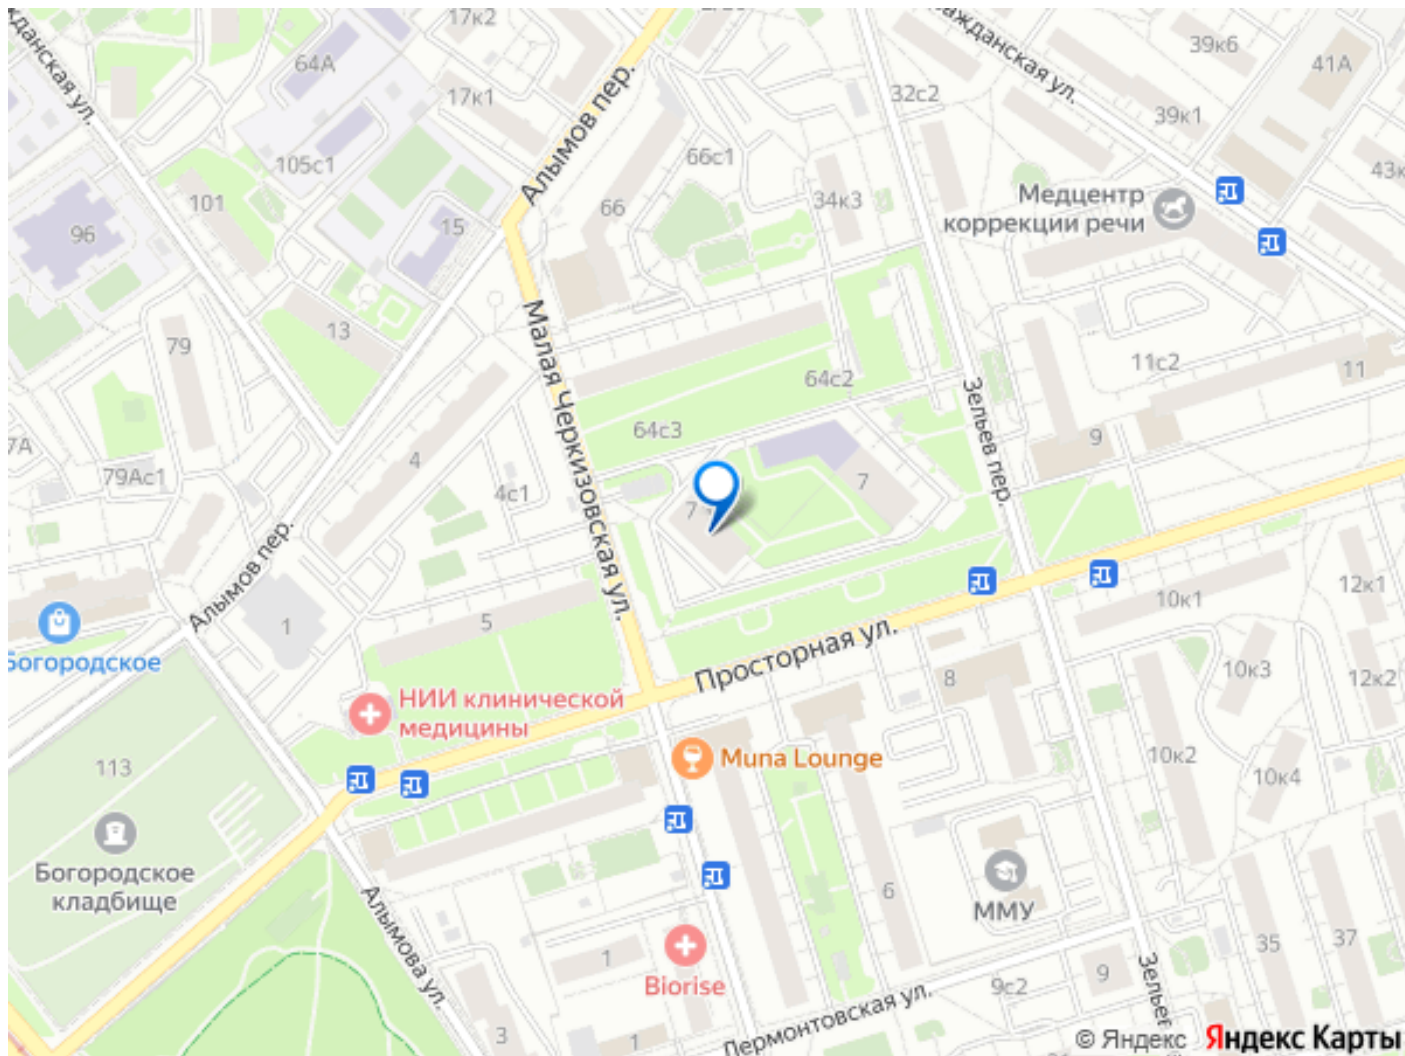 17к2
39к6
41А
64А
ажданская ул.
жданская ул.
17к1
32с2
39к1
Алымов пер.
105с1
66с1
43к
101
66
34к3
Медцентр
коррекции речи
96
15
13
79
Малая Черкизовская ул.
64с2
11с2
11
Зельев пер.
64с3
9
7А
79Ас1
4
4с1
7
7
Алымов пер.
12к1
10к1
1
5
Богородское
Просторная ул.
10к3
12к2
8
НИИ клинической
медицины
Muna Lounge
10к2
10к4
113
Богородское
кладбище
6
ММУ
Алымова ул.
35
37
1
Biorise
Зельев
9
9с2
Лермонтовская ул.
3
1
© Яндекс Яндекс Карты